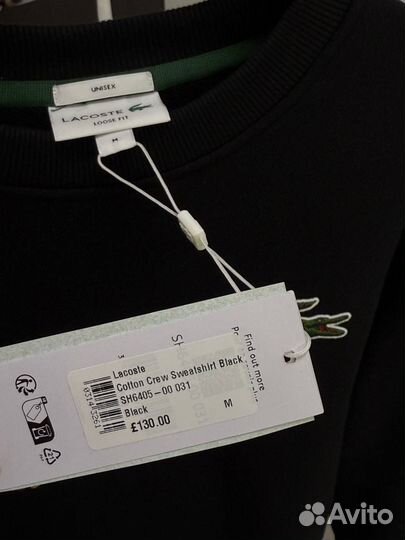 UNISEX
LACOSTE
LOOSE FIT
M
Find out more
Lacoste
Cotton Crew Sweatshirt Black
SH6405-00 031
Black
M
£130.00
21
Avito